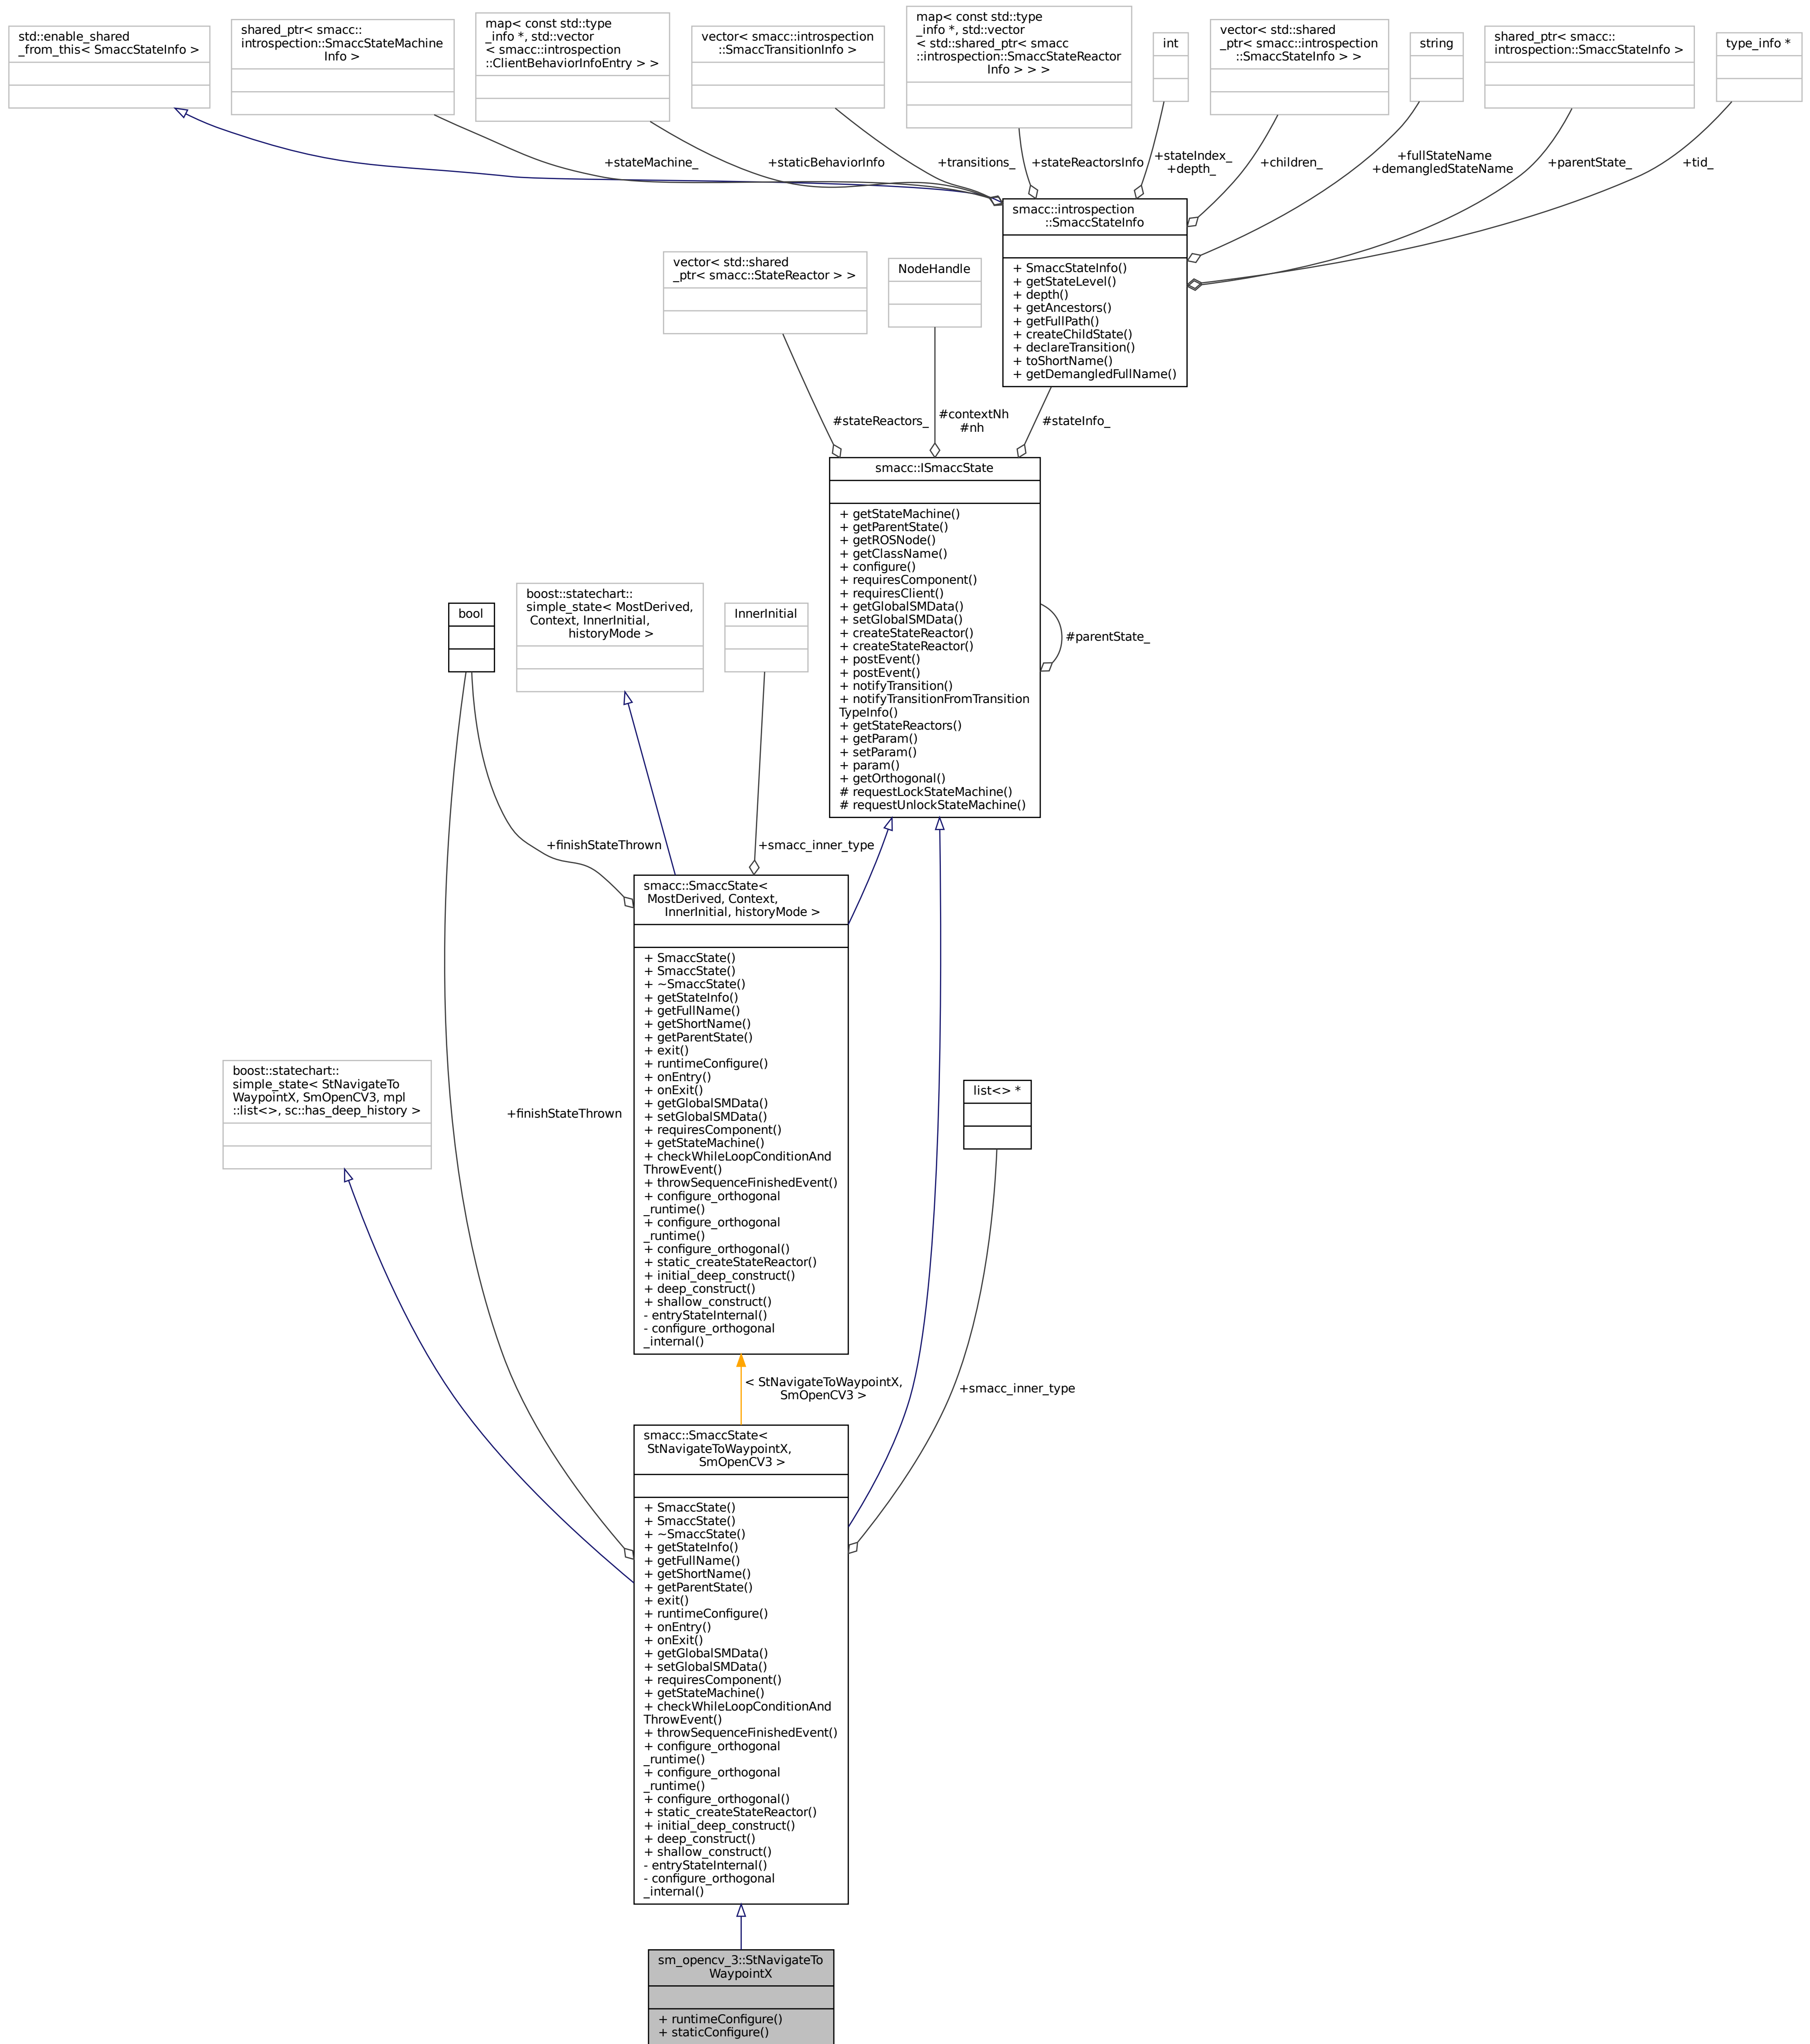 std::enable_shared
_from_this< SmaccStateInfo >
shared_ptr< smacc::
introspection::SmaccStateMachine
Info >
map< const std::type
_info *, std::vector
< smacc::introspection
::ClientBehaviorInfoEntry > >
vector< smacc::introspection
::SmaccTransitionInfo >
map< const std::type
_info *, std::vector
< std::shared_ptr< smacc
::introspection::SmaccStateReactor
Info > > >
int
vector< std::shared
_ptr< smacc::introspection
::SmaccStateInfo > >
string
shared_ptr< smacc::
introspection::SmaccStateInfo >
type_info *
+stateMachine_
+staticBehaviorInfo
+transitions_
+stateReactorsInfo
+stateIndex_
+depth_
+children_
+fullStateName
+demangledStateName
+parentState_
+tid_
smacc::introspection
::SmaccStateInfo
+ SmaccStateInfo()
+ getStateLevel()
+ depth()
+ getAncestors()
+ getFullPath()
+ createChildState()
+ declareTransition()
+ toShortName()
+ getDemangledFullName()
vector< std::shared
_ptr< smacc::StateReactor > >
NodeHandle
#stateReactors_
#contextNh
#nh
#stateInfo_
smacc::ISmaccState
+ getStateMachine()
+ getParentState()
+ getROSNode()
+ getClassName()
+ configure()
+ requiresComponent()
+ requiresClient()
+ getGlobalSMData()
+ setGlobalSMData()
+ createStateReactor()
+ createStateReactor()
+ postEvent()
+ postEvent()
+ notifyTransition()
+ notifyTransitionFromTransition
TypeInfo()
+ getStateReactors()
+ getParam()
+ setParam()
+ param()
+ getOrthogonal()
# requestLockStateMachine()
# requestUnlockStateMachine()
#parentState_
bool
boost::statechart::
simple_state< MostDerived,
Context, InnerInitial,
historyMode >
InnerInitial
+finishStateThrown
+smacc_inner_type
smacc::SmaccState<
MostDerived, Context,
InnerInitial, historyMode >
+ SmaccState()
+ SmaccState()
+ ~SmaccState()
+ getStateInfo()
+ getFullName()
+ getShortName()
+ getParentState()
+ exit()
+ runtimeConfigure()
+ onEntry()
+ onExit()
+ getGlobalSMData()
+ setGlobalSMData()
+ requiresComponent()
+ getStateMachine()
+ checkWhileLoopConditionAnd
ThrowEvent()
+ throwSequenceFinishedEvent()
+ configure_orthogonal
_runtime()
+ configure_orthogonal
_runtime()
+ configure_orthogonal()
+ static_createStateReactor()
+ initial_deep_construct()
+ deep_construct()
+ shallow_construct()
- entryStateInternal()
- configure_orthogonal
_internal()
boost::statechart::
simple_state< StNavigateTo
WaypointX, SmOpenCV3, mpl
::list<>, sc::has_deep_history >
+finishStateThrown
list<> *
< StNavigateToWaypointX,
SmOpenCV3 >
+smacc_inner_type
smacc::SmaccState<
StNavigateToWaypointX,
SmOpenCV3 >
+ SmaccState()
+ SmaccState()
+ ~SmaccState()
+ getStateInfo()
+ getFullName()
+ getShortName()
+ getParentState()
+ exit()
+ runtimeConfigure()
+ onEntry()
+ onExit()
+ getGlobalSMData()
+ setGlobalSMData()
+ requiresComponent()
+ getStateMachine()
+ checkWhileLoopConditionAnd
ThrowEvent()
+ throwSequenceFinishedEvent()
+ configure_orthogonal
_runtime()
+ configure_orthogonal
_runtime()
+ configure_orthogonal()
+ static_createStateReactor()
+ initial_deep_construct()
+ deep_construct()
+ shallow_construct()
- entryStateInternal()
- configure_orthogonal
_internal()
sm_opencv_3::StNavigateTo
WaypointX
+ runtimeConfigure()
+ staticConfigure()